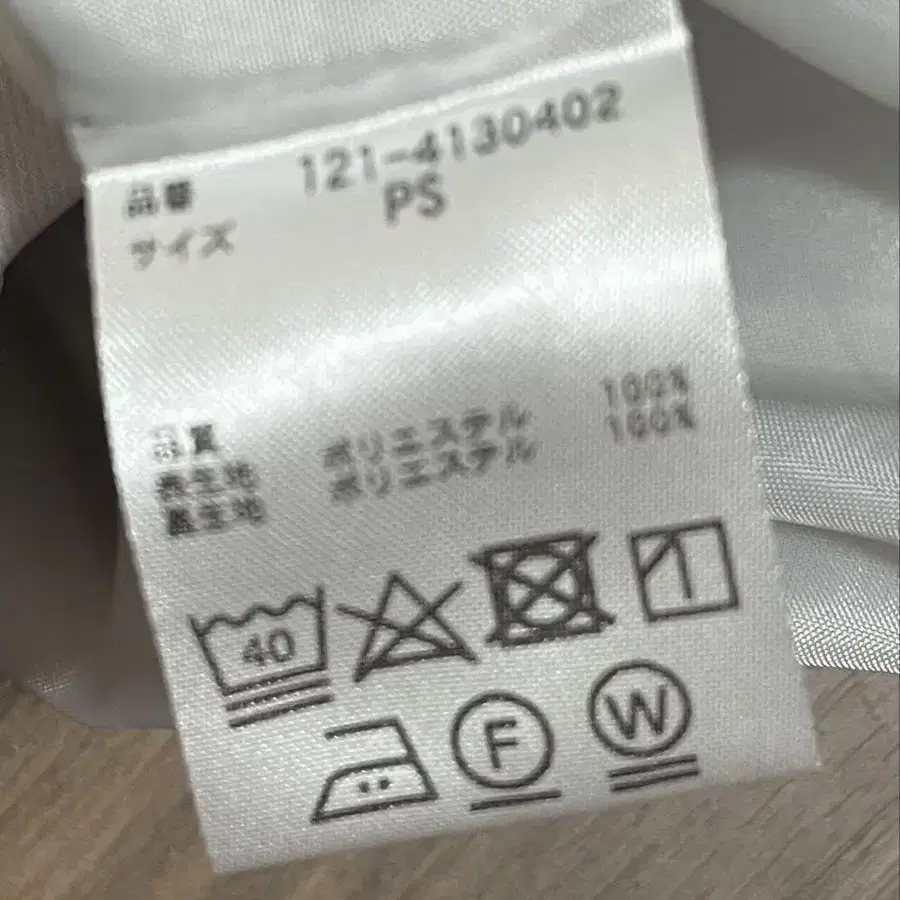 品番 121-4130402
サイズ PS
品質
表生地 ポリエステル 100%
裏生地 ポリエステル 100%
40
F
W